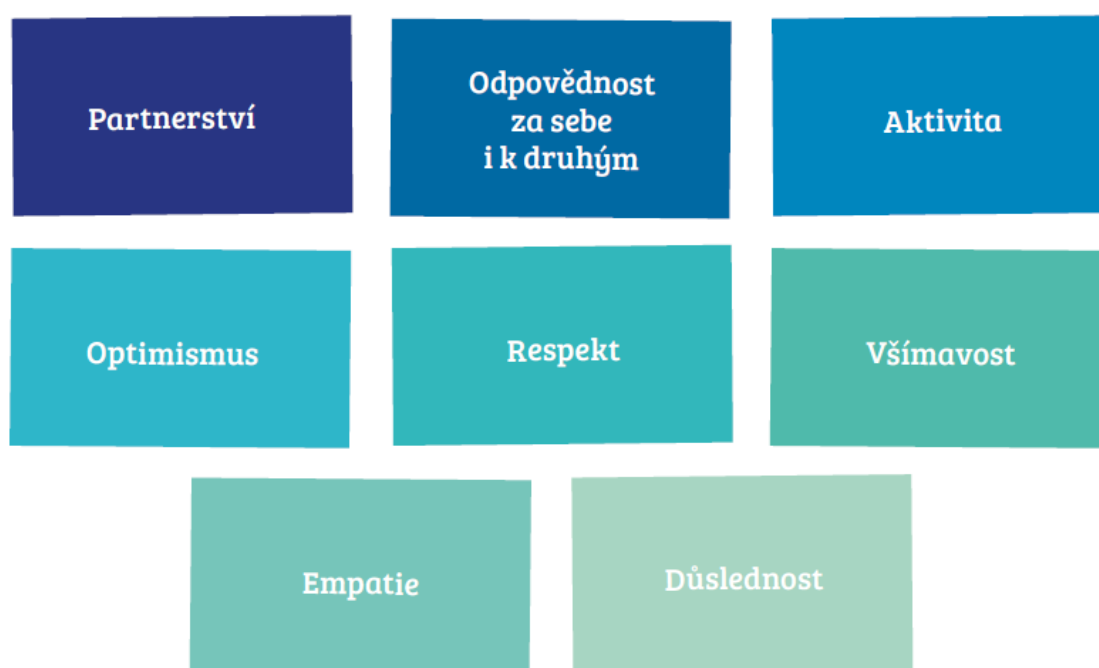 Partnerství
Odpovědnost
za sebe
i k druhým
Aktivita
Optimismus
Respekt
Všímavost
Empatie
Důslednost